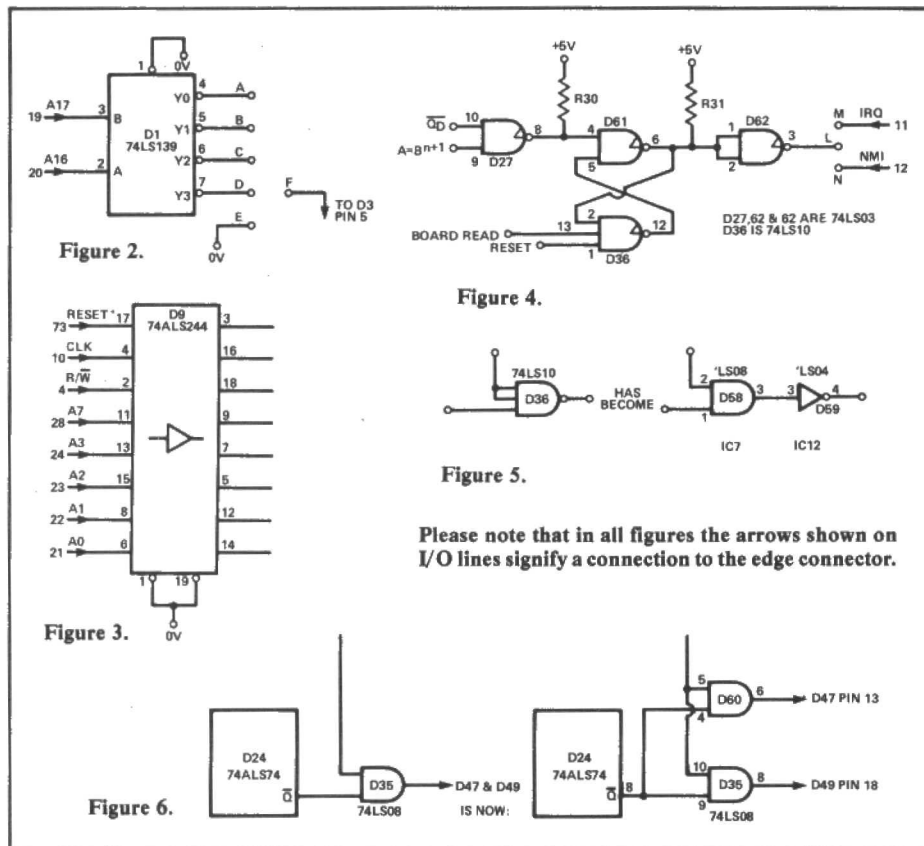 0V
1
A17
19
3
B
A16
20
2
A
D1
74LS139
Y0
4
A
Y1
5
B
Y2
6
C
Y3
7
D
F
TO D3
PIN 5
E
0V
Figure 2.
+5V
+5V
R30
R31
Q̅D
10
A=Bⁿ⁺¹
9
D27
8
D61
4
5
6
D62
1
2
3
M
IRQ
11
L
NMI
12
N
BOARD READ
RESET
2
13
1
12
D36
D27,62 & 62 ARE 74LS03
D36 IS 74LS10
Figure 4.
D9
74ALS244
RESET*
73
17
3
CLK
10
4
16
R/W̅
4
2
18
A7
28
11
9
A3
24
13
7
A2
23
15
5
A1
22
8
12
A0
21
6
14
1
19
0V
Figure 3.
74LS10
D36
HAS
BECOME
'LS08
2
D58
1
3
'LS04
3
4
D59
IC7
IC12
Figure 5.
Please note that in all figures the arrows shown on
I/O lines signify a connection to the edge connector.
D24
74ALS74
Q̅
D35
74LS08
D47 & D49
IS NOW:
D24
74ALS74
Q̅
8
5
4
D60
6
D47 PIN 13
10
9
D35
8
D49 PIN 18
74LS08
Figure 6.